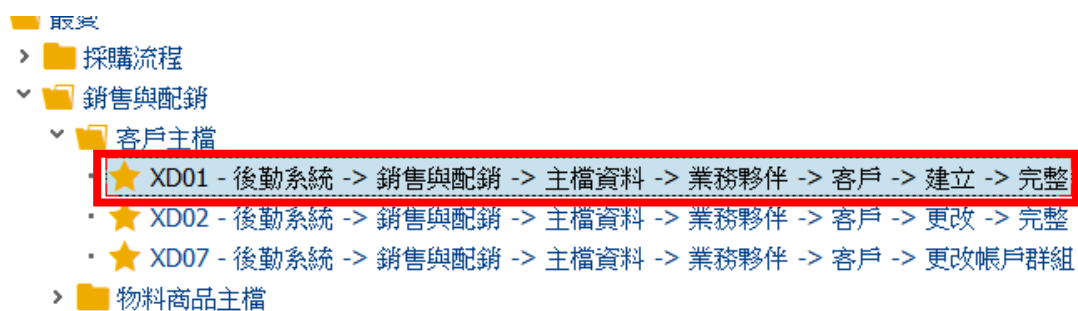 最愛
採購流程
銷售與配銷
客戶主檔
XD01 - 後勤系統 -> 銷售與配銷 -> 主檔資料 -> 業務夥伴 -> 客戶 -> 建立 -> 完整
XD02 - 後勤系統 -> 銷售與配銷 -> 主檔資料 -> 業務夥伴 -> 客戶 -> 更改 -> 完整
XD07 - 後勤系統 -> 銷售與配銷 -> 主檔資料 -> 業務夥伴 -> 客戶 -> 更改帳戶群組
物料商品主檔